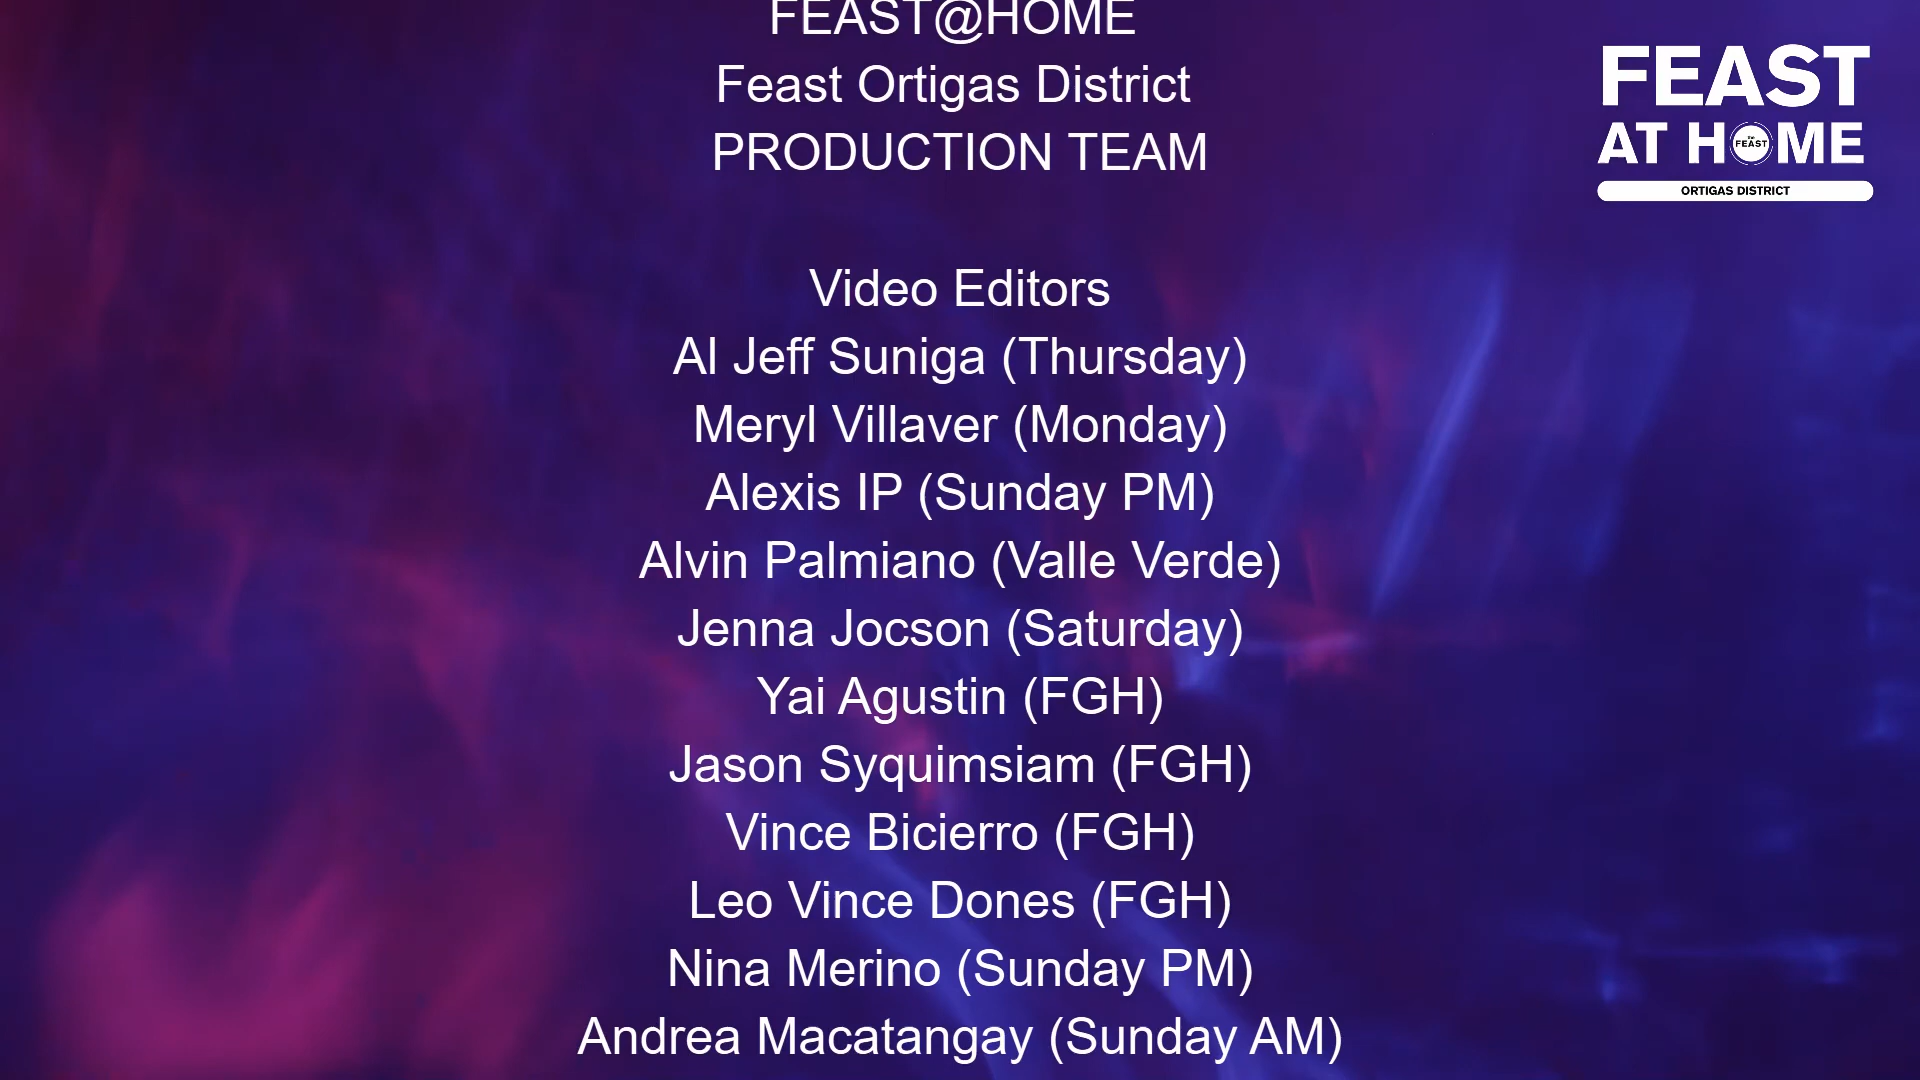 FEAST@HOME
Feast Ortigas District
PRODUCTION TEAM
Video Editors
Al Jeff Suniga (Thursday)
Meryl Villaver (Monday)
Alexis IP (Sunday PM)
Alvin Palmiano (Valle Verde)
Jenna Jocson (Saturday)
Yai Agustin (FGH)
Jason Syquimsiam (FGH)
Vince Bicierro (FGH)
Leo Vince Dones (FGH)
Nina Merino (Sunday PM)
Andrea Macatangay (Sunday AM)
FEAST
AT HOME
the
FEAST
ORTIGAS DISTRICT